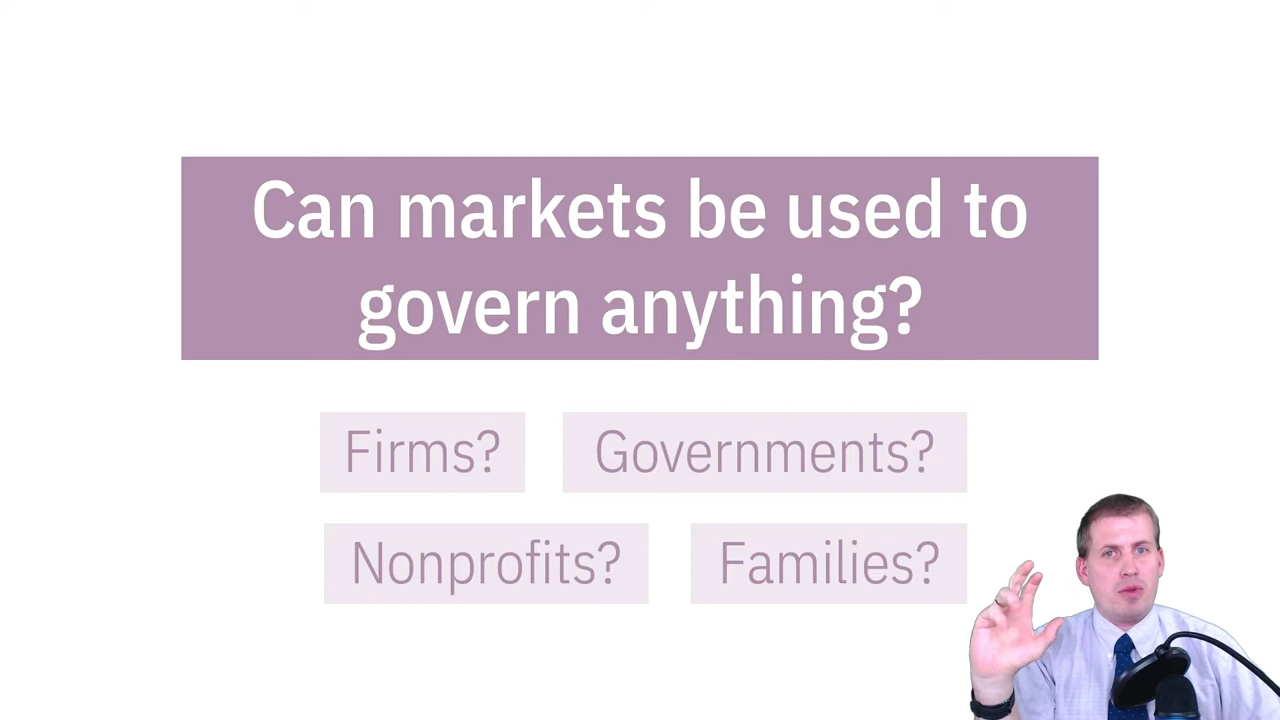 Can markets be used to
govern anything?
Firms?
Governments?
Nonprofits?
Families?